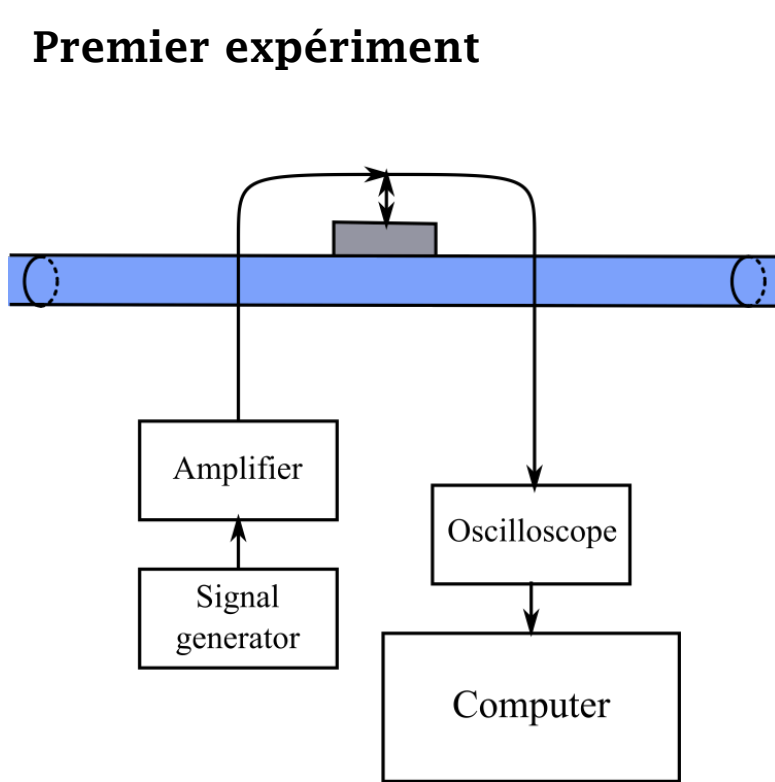 Premier expériment
Amplifier
Oscilloscope
Signal
generator
Computer